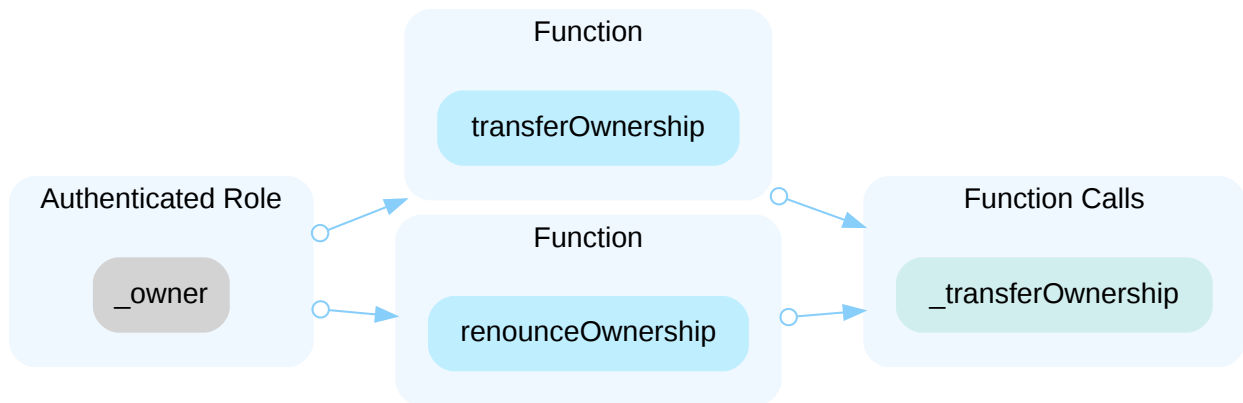 Authenticated Role
_owner
Function
transferOwnership
Function
renounceOwnership
Function Calls
_transferOwnership